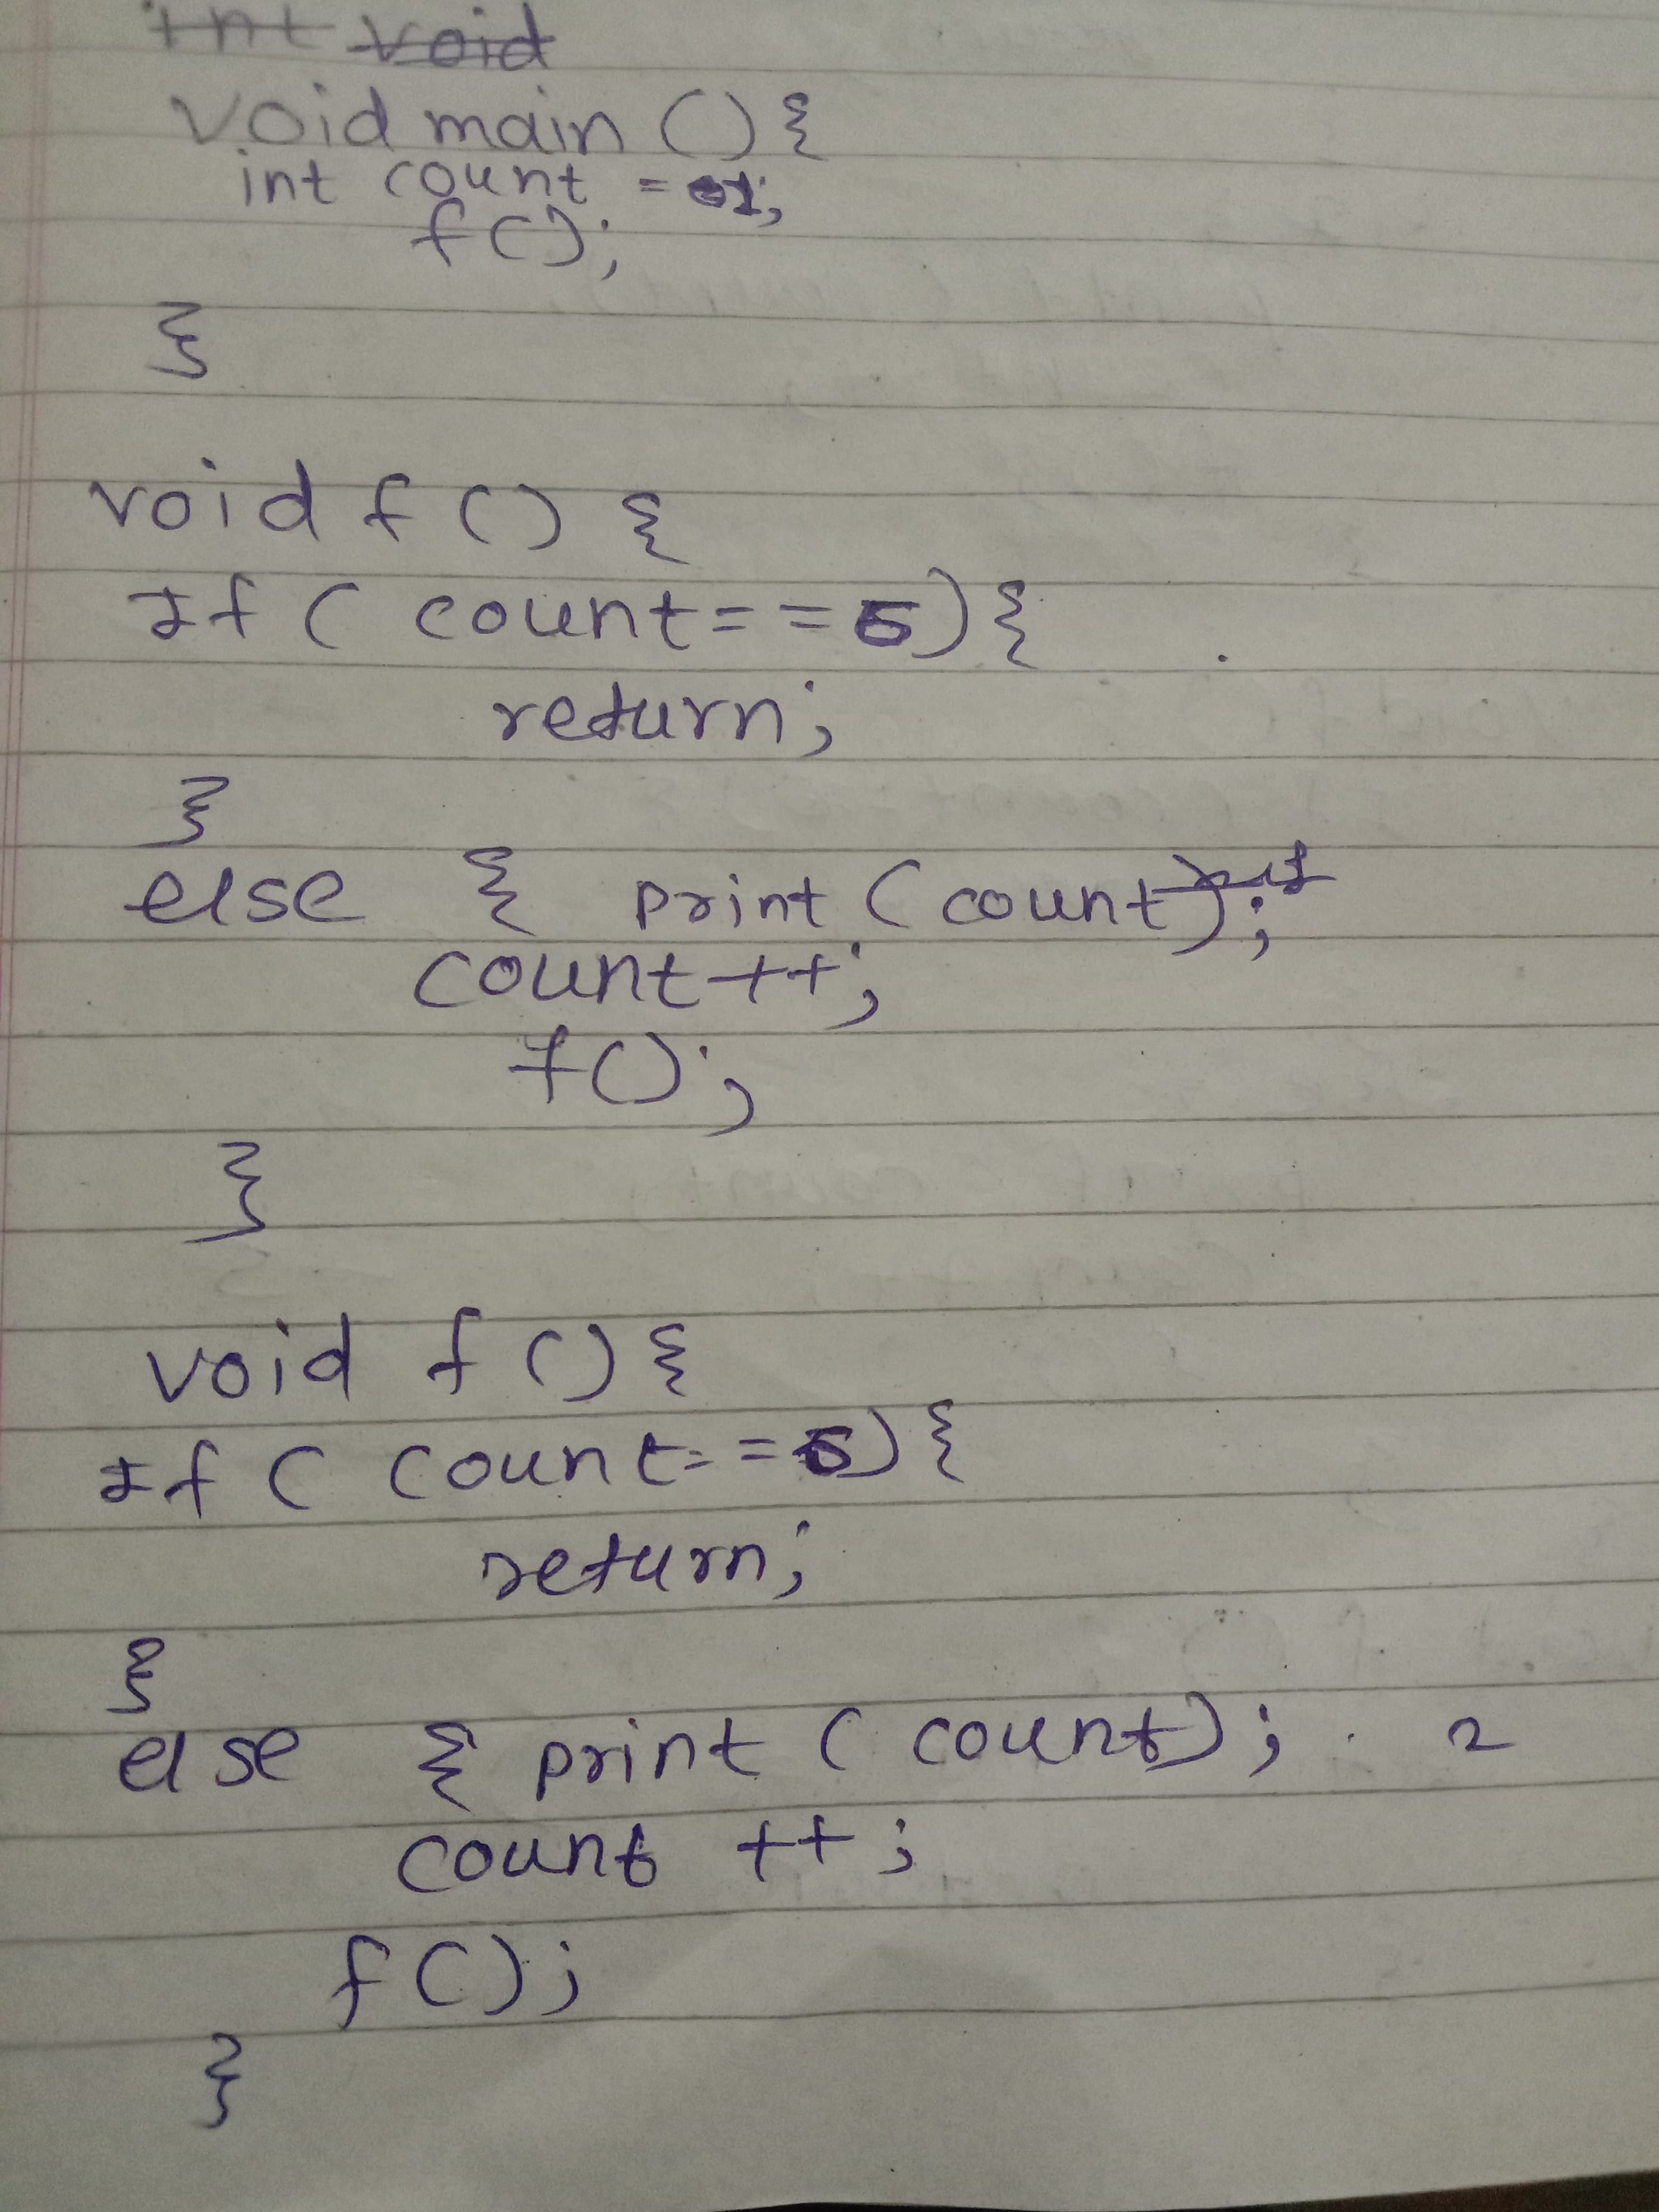 int void
void main () {
int count = 1;
f();
}
void f () {
If ( count == 5) {
return;
}
else { print (count);
count ++;
f();
}
void f () {
If ( count == 5) {
return;
}
else { print ( count); 2
count ++;
f();
}